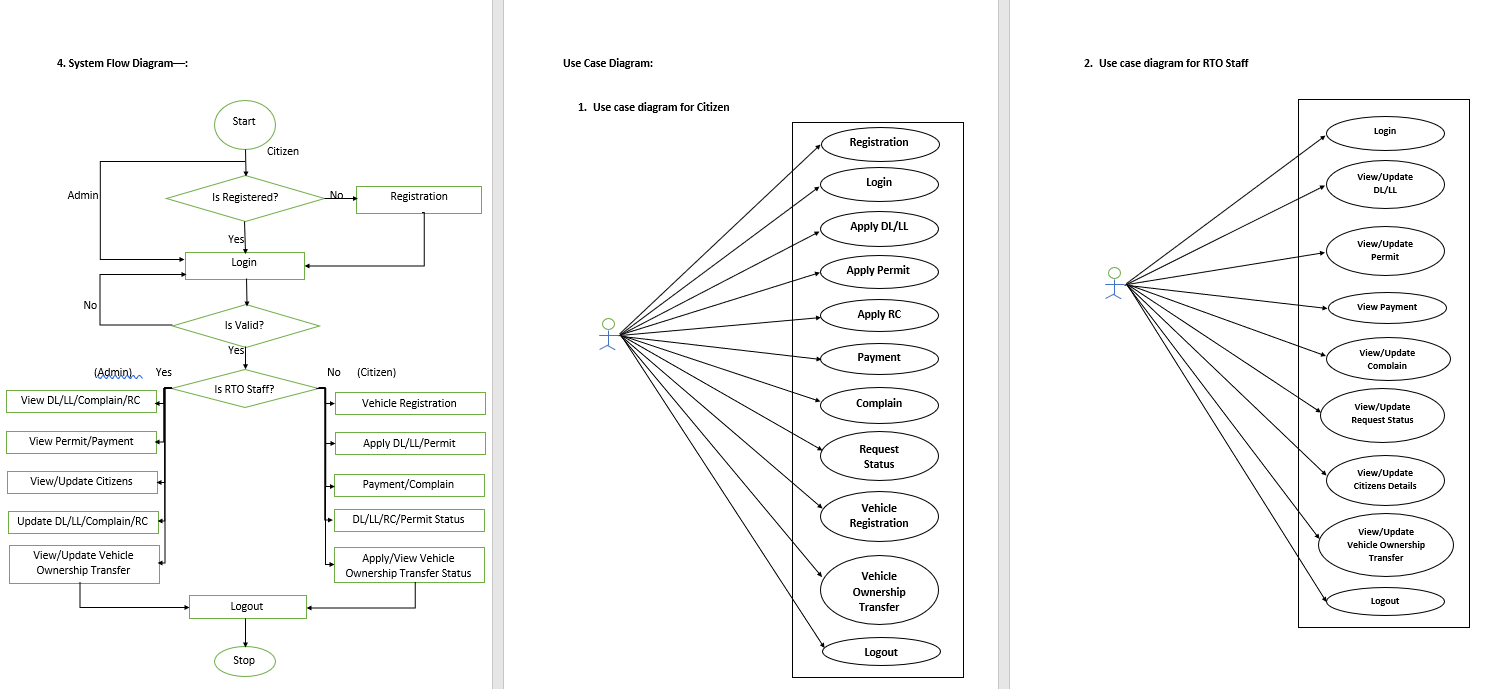 4. System Flow Diagram—:
Start
Citizen
Admin
Is Registered?
No
Registration
Yes
Login
No
Is Valid?
Yes
(Admin)
Yes
No
(Citizen)
Is RTO Staff?
View DL/LL/Complain/RC
View Permit/Payment
View/Update Citizens
Update DL/LL/Complain/RC
View/Update Vehicle
Ownership Transfer
Vehicle Registration
Apply DL/LL/Permit
Payment/Complain
DL/LL/RC/Permit Status
Apply/View Vehicle
Ownership Transfer Status
Logout
Stop
Use Case Diagram:
1. Use case diagram for Citizen
Registration
Login
Apply DL/LL
Apply Permit
Apply RC
Payment
Complain
Request
Status
Vehicle
Registration
Vehicle
Ownership
Transfer
Logout
2. Use case diagram for RTO Staff
Login
View/Update
DL/LL
View/Update
Permit
View Payment
View/Update
Complain
View/Update
Request Status
View/Update
Citizens Details
View/Update
Vehicle Ownership
Transfer
Logout